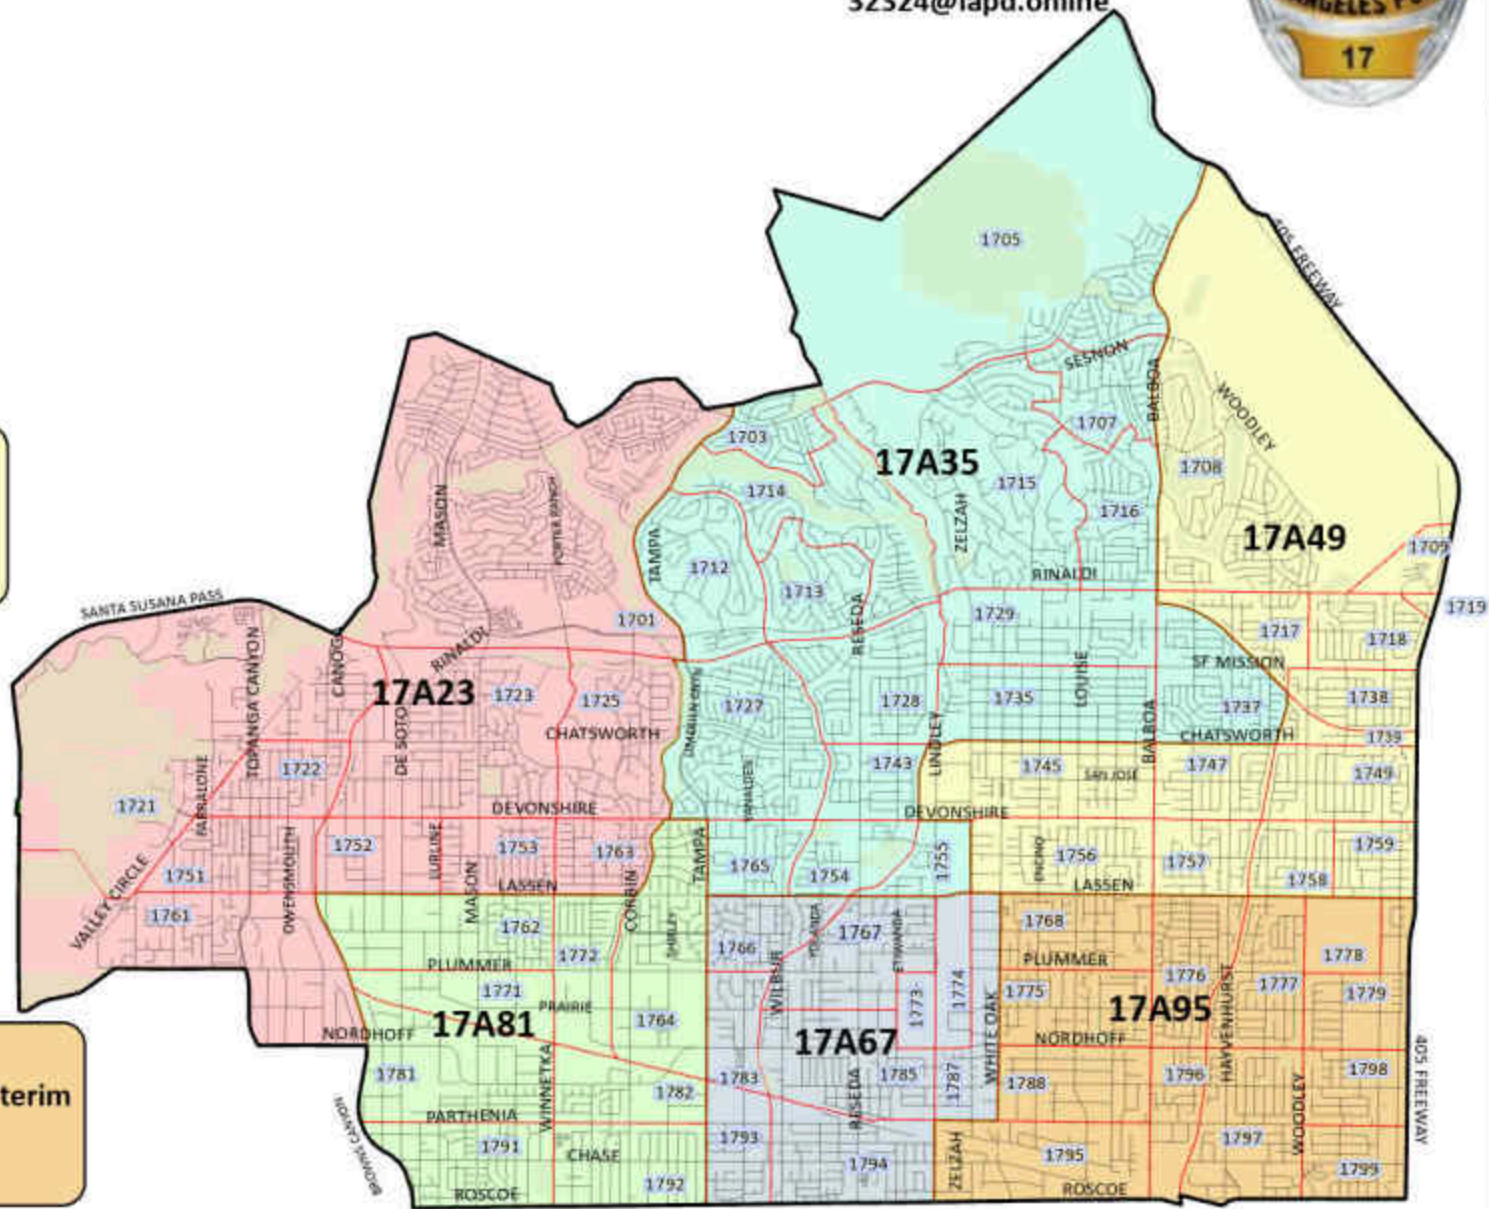 32324@lapd.online
17
1705
405 FREEWAY
SESNON
BALBOA
WOODLEY
1703
1707
17A35
1708
1714
1715
1716
MASON
PORTER RANCH
ZELZAH
17A49
1709
TAMPA
1712
1713
RINALDI
SANTA SUSANA PASS
1701
RESEDA
1729
1719
1717
1718
RINALDI
SF MISSION
TOPANGA CANYON
CANOG
17A23
1723
1725
1727
1728
1735
LOUISE
1737
1738
DE SOTO
CHATSWORTH
LINDLEY
BALBOA
CHATSWORTH
1739
1722
FARRALONE
1743
1745
SAN JOSE
1747
1749
1721
DEVONSHIRE
DEVONSHIRE
1752
LURLINE
1753
1763
TAMPA
1765
1754
1755
ENCINO
1756
1757
1759
1751
OWENSMOUTH
MASON
LASSEN
CORBIN
LASSEN
1758
VALLEY CIRCLE
1761
1762
SHIRLEY
1766
YOLANDA
1767
ETIWANDA
1768
1772
PLUMMER
PLUMMER
1778
1771
WILBUR
1773
1774
1775
1776
HAYVENHURST
1777
1779
PRAIRIE
17A81
1764
17A67
WHITE OAK
17A95
NORDHOFF
NORDHOFF
405 FREEWAY
1781
WINNETKA
1782
1783
RESEDA
1785
1787
1788
1796
1798
terim
PARTHENIA
WOODLEY
BROWNS CANYON
1791
CHASE
1793
1794
ZELZAH
1795
1797
1799
ROSCOE
1792
ROSCOE